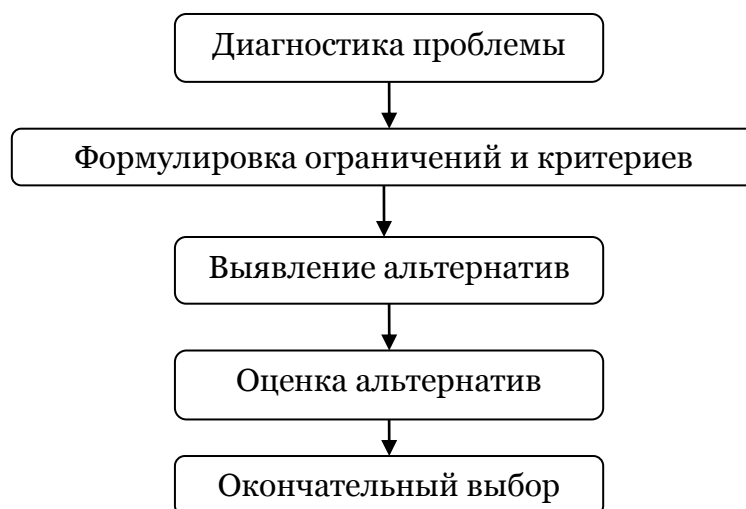 Диагностика проблемы
Формулировка ограничений и критериев
Выявление альтернатив
Оценка альтернатив
Окончательный выбор